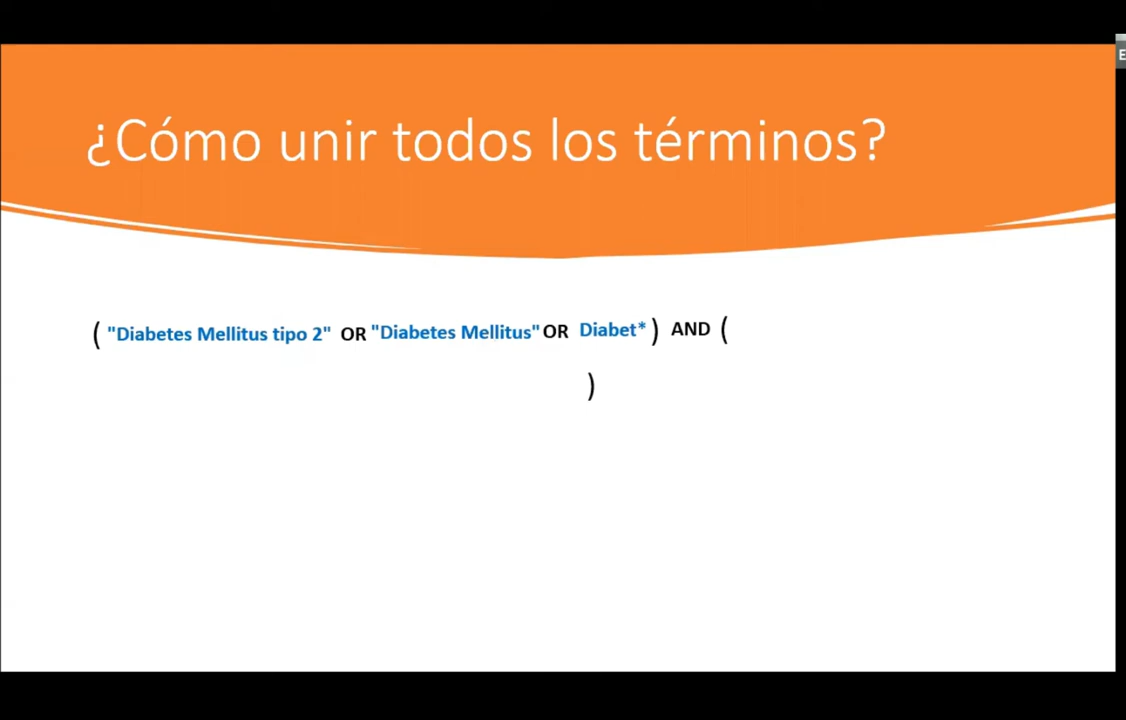 ¿Cómo unir todos los términos?
( "Diabetes Mellitus tipo 2" OR "Diabetes Mellitus" OR Diabet* ) AND (
)
E